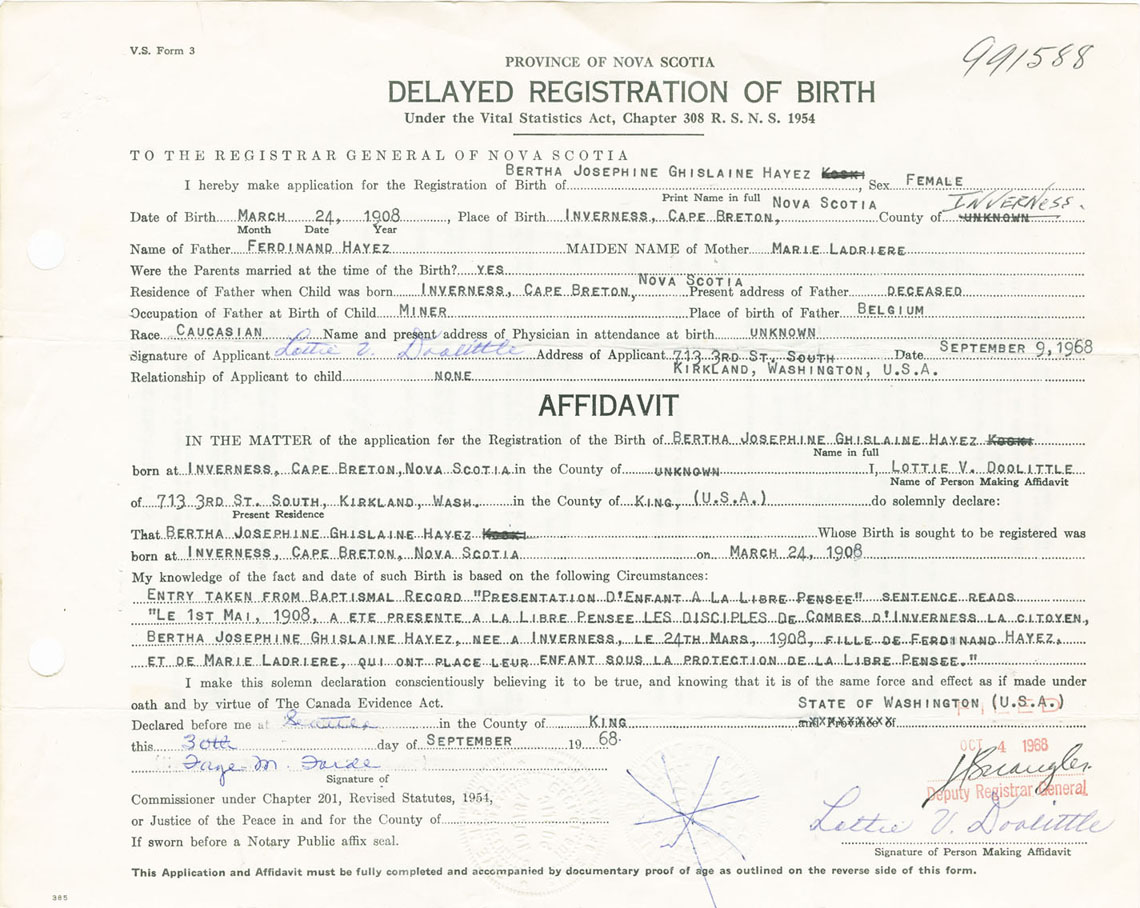 V.S. Form 3
991588
PROVINCE OF NOVA SCOTIA
DELAYED REGISTRATION OF BIRTH
Under the Vital Statistics Act, Chapter 308 R. S. N. S. 1954
TO THE REGISTRAR GENERAL OF NOVA SCOTIA
I hereby make application for the Registration of Birth of BERTHA JOSEPHINE GHISLAINE HAYEZ KOSKI, Sex FEMALE
Print Name in full
Date of Birth MARCH 24, 1908, Place of Birth INVERNESS, CAPE BRETON, NOVA SCOTIA County of UNKNOWN INVERNESS.
Month Date Year
Name of Father FERDINAND HAYEZ MAIDEN NAME of Mother MARIE LADRIERE
Were the Parents married at the time of the Birth? YES
Residence of Father when Child was born INVERNESS, CAPE BRETON, NOVA SCOTIA Present address of Father DECEASED
Occupation of Father at Birth of Child MINER Place of birth of Father BELGIUM
Race CAUCASIAN Name and present address of Physician in attendance at birth UNKNOWN
Signature of Applicant Lottie V. Doolittle Address of Applicant 713 3RD ST. SOUTH Date SEPTEMBER 9, 1968
Relationship of Applicant to child NONE KIRKLAND, WASHINGTON, U.S.A.
AFFIDAVIT
IN THE MATTER of the application for the Registration of the Birth of BERTHA JOSEPHINE GHISLAINE HAYEZ KOSKI
Name in full
born at INVERNESS, CAPE BRETON, NOVA SCOTIA in the County of UNKNOWN I, LOTTIE V. DOOLITTLE
Name of Person Making Affidavit
of 713 3RD ST. SOUTH, KIRKLAND, WASH. in the County of KING, (U.S.A.) do solemnly declare:
Present Residence
That BERTHA JOSEPHINE GHISLAINE HAYEZ KOSKI Whose Birth is sought to be registered was
born at INVERNESS, CAPE BRETON, NOVA SCOTIA on MARCH 24, 1908
My knowledge of the fact and date of such Birth is based on the following Circumstances:
ENTRY TAKEN FROM BAPTISMAL RECORD "PRESENTATION D'ENFANT A LA LIBRE PENSEE" SENTENCE READS
"LE 1ST MAI, 1908, A ETE PRESENTE A LA LIBRE PENSEE LES DISCIPLES DE COMBES D'INVERNESS LA CITOYEN,
BERTHA JOSEPHINE GHISLAINE HAYEZ, NEE A INVERNESS, LE 24TH MARS, 1908, FILLE DE FERDINAND HAYEZ,
ET DE MARIE LADRIERE, QUI ONT PLACE LEUR ENFANT SOUS LA PROTECTION DE LA LIBRE PENSEE."
I make this solemn declaration conscientiously believing it to be true, and knowing that it is of the same force and effect as if made under
oath and by virtue of The Canada Evidence Act. STATE OF WASHINGTON (U.S.A.)
Declared before me at Seattle in the County of KING
this 30th day of SEPTEMBER 1968.
OCT 4 1968
Faye M. Forde
Signature of
Deputy Registrar General
Commissioner under Chapter 201, Revised Statutes, 1954,
or Justice of the Peace in and for the County of
Lottie V. Doolittle
If sworn before a Notary Public affix seal.
Signature of Person Making Affidavit
This Application and Affidavit must be fully completed and accompanied by documentary proof of age as outlined on the reverse side of this form.
385